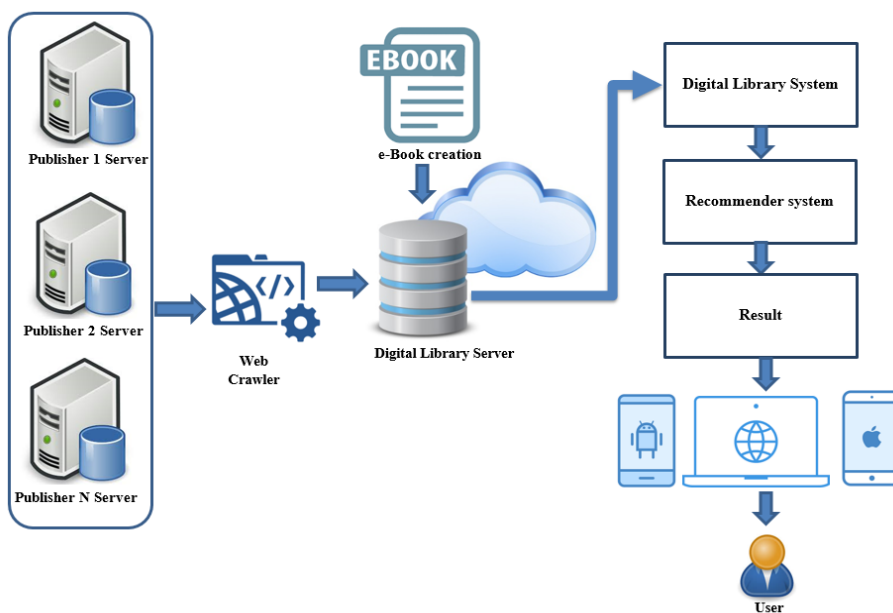 Publisher 1 Server
Publisher 2 Server
Publisher N Server
Web
Crawler
EBOOK
e-Book creation
Digital Library Server
Digital Library System
Recommender system
Result
User